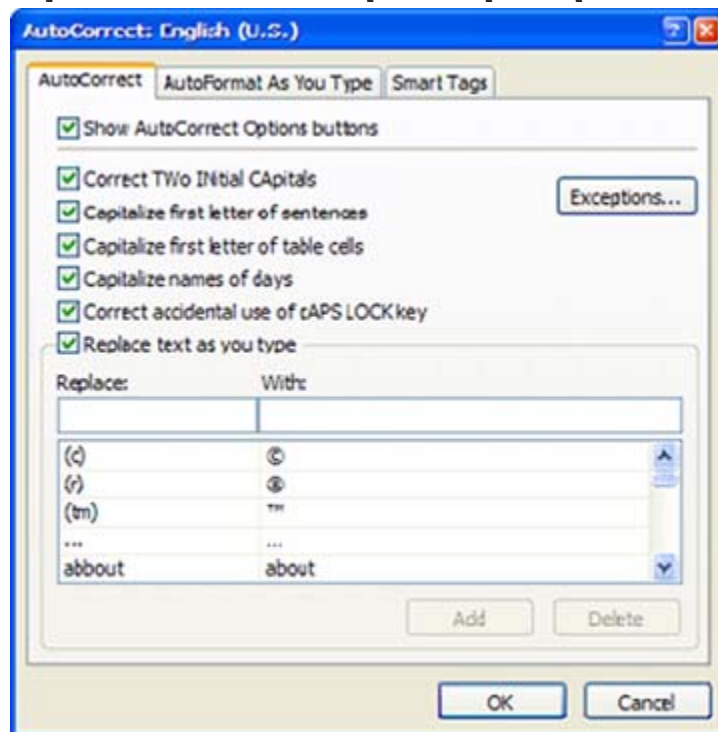 AutoCorrect: English (U.S.)
AutoCorrect AutoFormat As You Type Smart Tags
Show AutoCorrect Options buttons
Correct TWo INitial CApitals
Exceptions...
Capitalize first letter of sentences
Capitalize first letter of table cells
Capitalize names of days
Correct accidental use of cAPS LOCK key
Replace text as you type
Replace: With:
(c) ©
(r) ®
(tm) ™
... ...
abbout about
Add Delete
OK Cancel